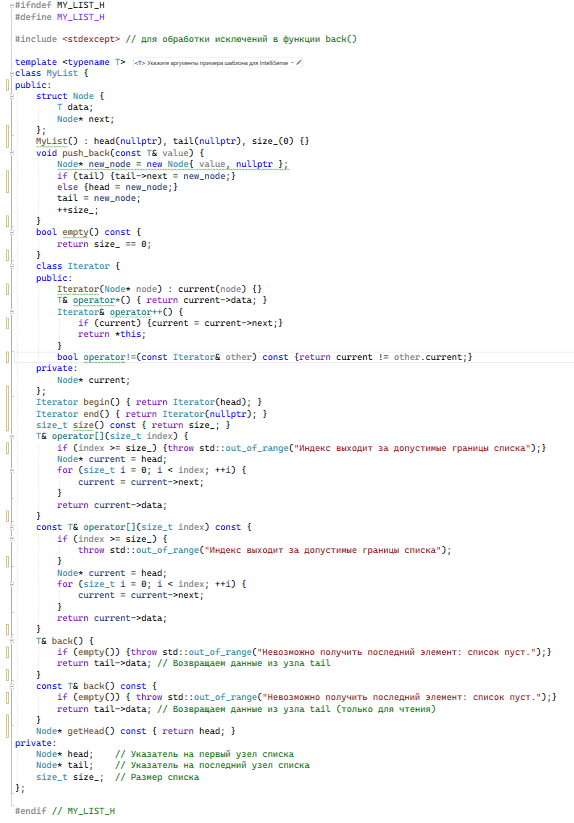 #ifndef MY_LIST_H
#define MY_LIST_H
#include <stdexcept> // для обработки исключений в функции back()
template <typename T> <T> Укажите аргументы примера шаблона для IntelliSense
class MyList {
public:
struct Node {
T data;
Node* next;
};
MyList() : head(nullptr), tail(nullptr), size_(0) {}
void push_back(const T& value) {
Node* new_node = new Node{ value, nullptr };
if (tail) {tail->next = new_node;}
else {head = new_node;}
tail = new_node;
++size_;
}
bool empty() const {
return size_ == 0;
}
class Iterator {
public:
Iterator(Node* node) : current(node) {}
T& operator*() { return current->data; }
Iterator& operator++() {
if (current) {current = current->next;}
return *this;
}
bool operator!=(const Iterator& other) const {return current != other.current;}
private:
Node* current;
};
Iterator begin() { return Iterator(head); }
Iterator end() { return Iterator(nullptr); }
size_t size() const { return size_; }
T& operator[](size_t index) {
if (index >= size_) {throw std::out_of_range("Индекс выходит за допустимые границы списка");}
Node* current = head;
for (size_t i = 0; i < index; ++i) {
current = current->next;
}
return current->data;
}
const T& operator[](size_t index) const {
if (index >= size_) {
throw std::out_of_range("Индекс выходит за допустимые границы списка");
}
Node* current = head;
for (size_t i = 0; i < index; ++i) {
current = current->next;
}
return current->data;
}
T& back() {
if (empty()) {throw std::out_of_range("Невозможно получить последний элемент: список пуст.");}
return tail->data; // Возвращаем данные из узла tail
}
const T& back() const {
if (empty()) { throw std::out_of_range("Невозможно получить последний элемент: список пуст.");}
return tail->data; // Возвращаем данные из узла tail (только для чтения)
}
Node* getHead() const { return head; }
private:
Node* head; // Указатель на первый узел списка
Node* tail; // Указатель на последний узел списка
size_t size_; // Размер списка
};
#endif // MY_LIST_H